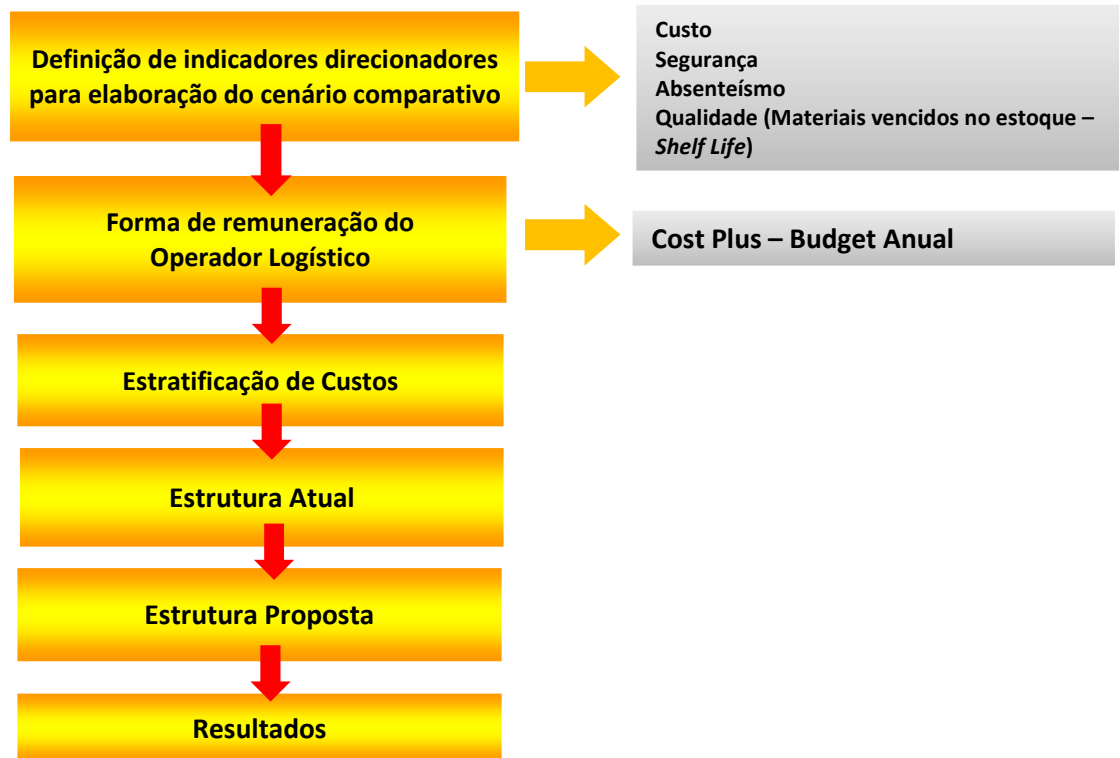 Definição de indicadores direcionadores
para elaboração do cenário comparativo
Custo
Segurança
Absenteísmo
Qualidade (Materiais vencidos no estoque –
Shelf Life)
Forma de remuneração do
Operador Logístico
Cost Plus – Budget Anual
Estratificação de Custos
Estrutura Atual
Estrutura Proposta
Resultados